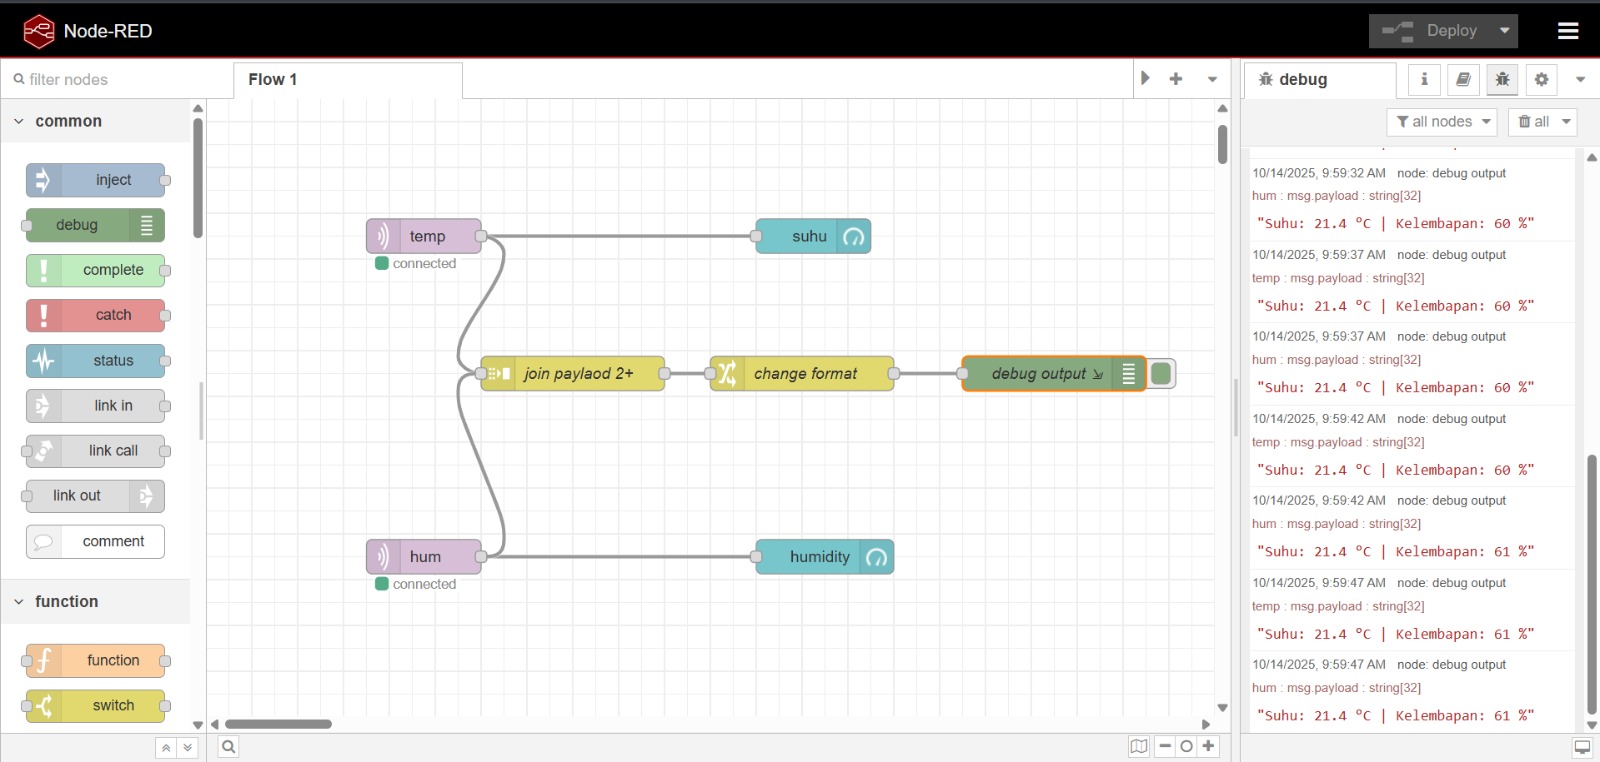 Node-RED
Deploy
filter nodes
Flow 1
debug
all nodes
all
common
inject
debug
complete
catch
status
link in
link call
link out
comment
function
function
switch
temp
connected
suhu
join paylaod 2+
change format
debug output
hum
connected
humidity
10/14/2025, 9:59:32 AM node: debug output
hum : msg.payload : string[32]
"Suhu: 21.4 °C | Kelembapan: 60 %"
10/14/2025, 9:59:37 AM node: debug output
temp : msg.payload : string[32]
"Suhu: 21.4 °C | Kelembapan: 60 %"
10/14/2025, 9:59:37 AM node: debug output
hum : msg.payload : string[32]
"Suhu: 21.4 °C | Kelembapan: 60 %"
10/14/2025, 9:59:42 AM node: debug output
temp : msg.payload : string[32]
"Suhu: 21.4 °C | Kelembapan: 60 %"
10/14/2025, 9:59:42 AM node: debug output
hum : msg.payload : string[32]
"Suhu: 21.4 °C | Kelembapan: 61 %"
10/14/2025, 9:59:47 AM node: debug output
temp : msg.payload : string[32]
"Suhu: 21.4 °C | Kelembapan: 61 %"
10/14/2025, 9:59:47 AM node: debug output
hum : msg.payload : string[32]
"Suhu: 21.4 °C | Kelembapan: 61 %"